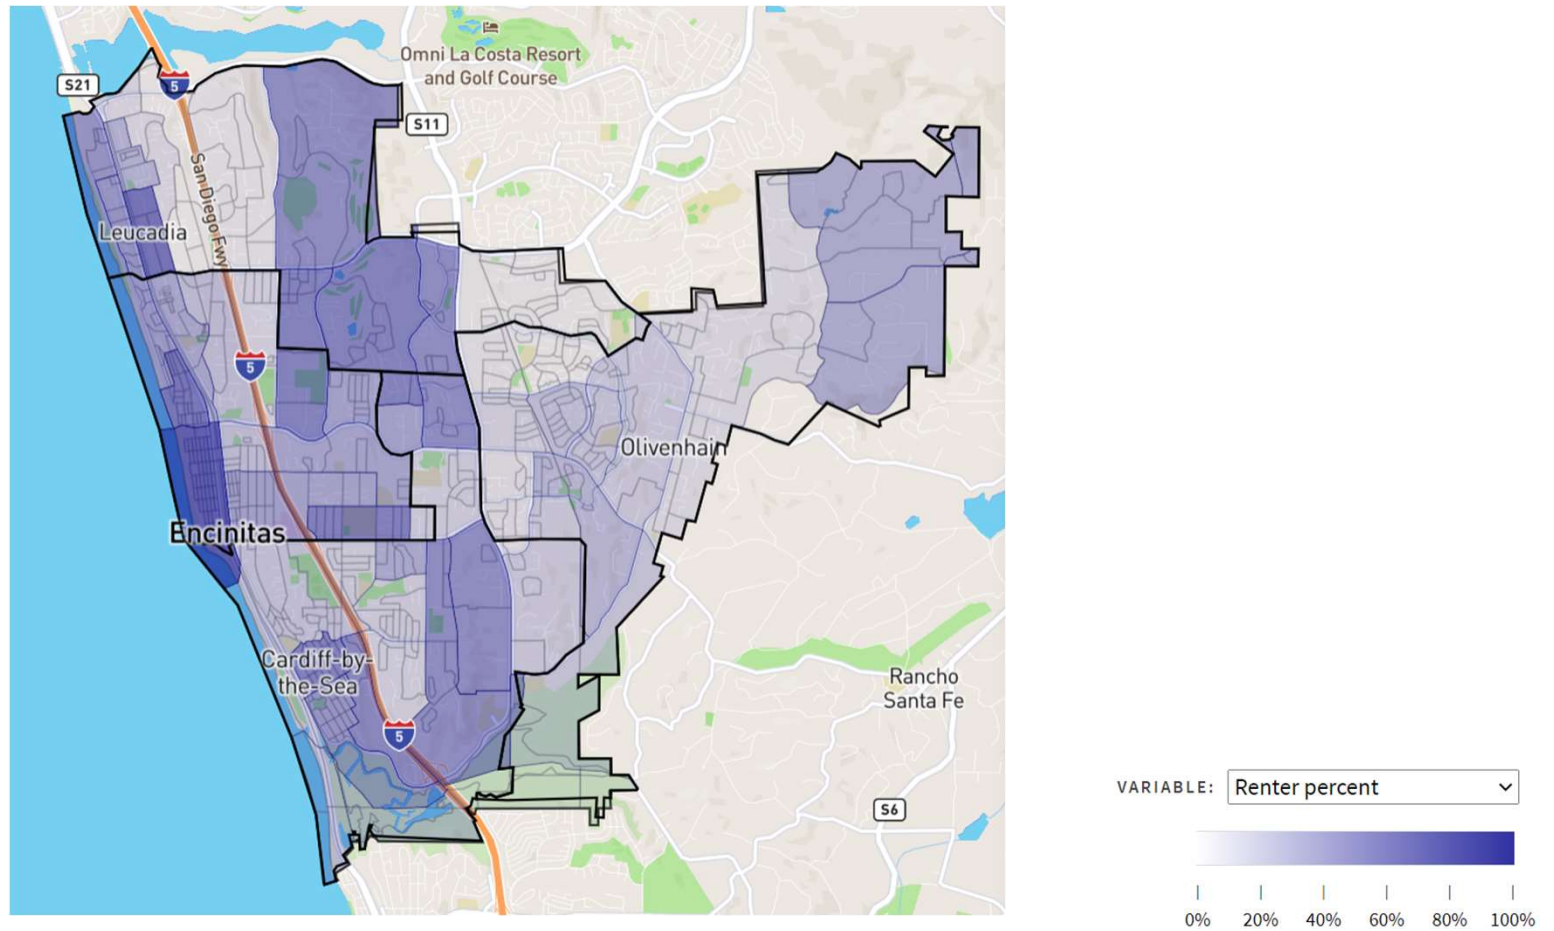 Omni La Costa Resort
and Golf Course
S21
5
S11
San Diego Fwy
Leucadia
5
Olivenhain
Encinitas
Cardiff-by-
the-Sea
Rancho
Santa Fe
5
VARIABLE: Renter percent
S6
0% 20% 40% 60% 80% 100%